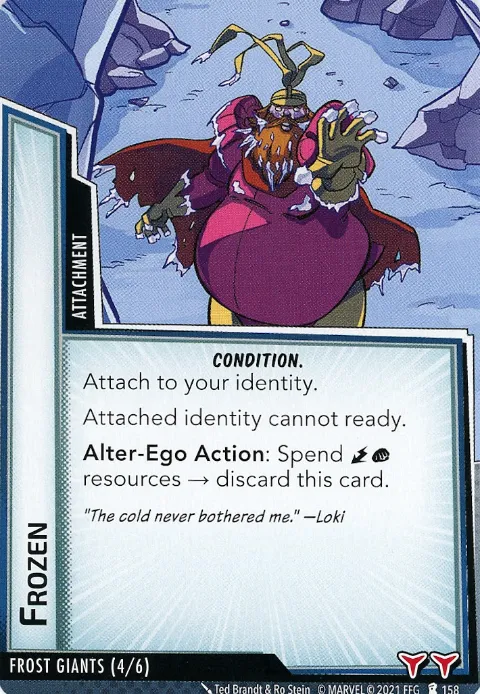 ATTACHMENT
CONDITION.
Attach to your identity.
Attached identity cannot ready.
Alter-Ego Action: Spend
resources → discard this card.
"The cold never bothered me." —Loki
FROZEN
FROST GIANTS (4/6)
Ted Brandt & Ro Stein © MARVEL © 2021 FFG 158